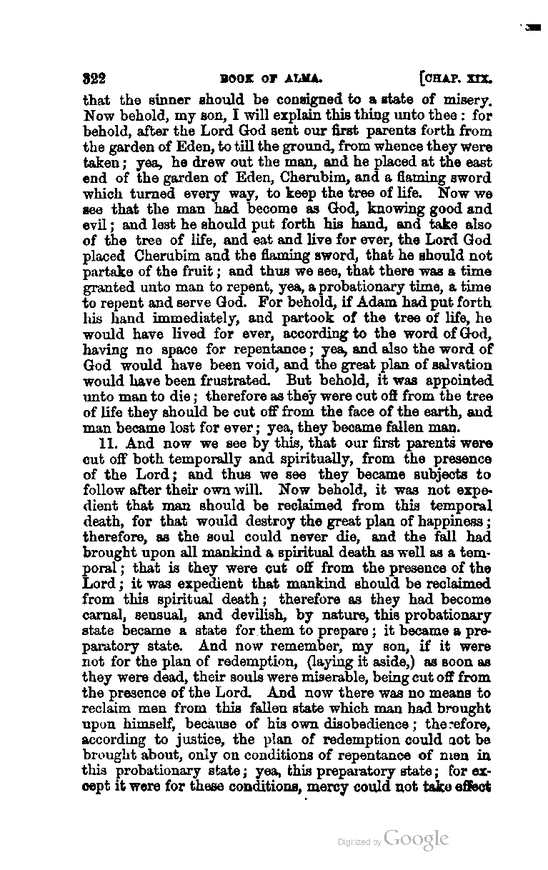 322 BOOK OF ALMA. [CHAP. XIX.
that the sinner should be consigned to a state of misery.
Now behold, my son, I will explain this thing unto thee: for
behold, after the Lord God sent our first parents forth from
the garden of Eden, to till the ground, from whence they were
taken; yea, he drew out the man, and he placed at the east
end of the garden of Eden, Cherubim, and a flaming sword
which turned every way, to keep the tree of life. Now we
see that the man had become as God, knowing good and
evil; and lest he should put forth his hand, and take also
of the tree of life, and eat and live for ever, the Lord God
placed Cherubim and the flaming sword, that he should not
partake of the fruit; and thus we see, that there was a time
granted unto man to repent, yea, a probationary time, a time
to repent and serve God. For behold, if Adam had put forth
his hand immediately, and partook of the tree of life, he
would have lived for ever, according to the word of God,
having no space for repentance; yea, and also the word of
God would have been void, and the great plan of salvation
would have been frustrated. But behold, it was appointed
unto man to die; therefore as they were cut off from the tree
of life they should be cut off from the face of the earth, and
man became lost for ever; yea, they became fallen man.
11. And now we see by this, that our first parents were
cut off both temporally and spiritually, from the presence
of the Lord; and thus we see they became subjects to
follow after their own will. Now behold, it was not expe-
dient that man should be reclaimed from this temporal
death, for that would destroy the great plan of happiness;
therefore, as the soul could never die, and the fall had
brought upon all mankind a spiritual death as well as a tem-
poral; that is they were cut off from the presence of the
Lord; it was expedient that mankind should be reclaimed
from this spiritual death; therefore as they had become
carnal, sensual, and devilish, by nature, this probationary
state became a state for them to prepare; it became a pre-
paratory state. And now remember, my son, if it were
not for the plan of redemption, (laying it aside,) as soon as
they were dead, their souls were miserable, being cut off from
the presence of the Lord. And now there was no means to
reclaim men from this fallen state which man had brought
upon himself, because of his own disobedience; therefore,
according to justice, the plan of redemption could not be
brought about, only on conditions of repentance of men in
this probationary state; yea, this preparatory state; for ex-
cept it were for these conditions, mercy could not take effect
Digitized by Google